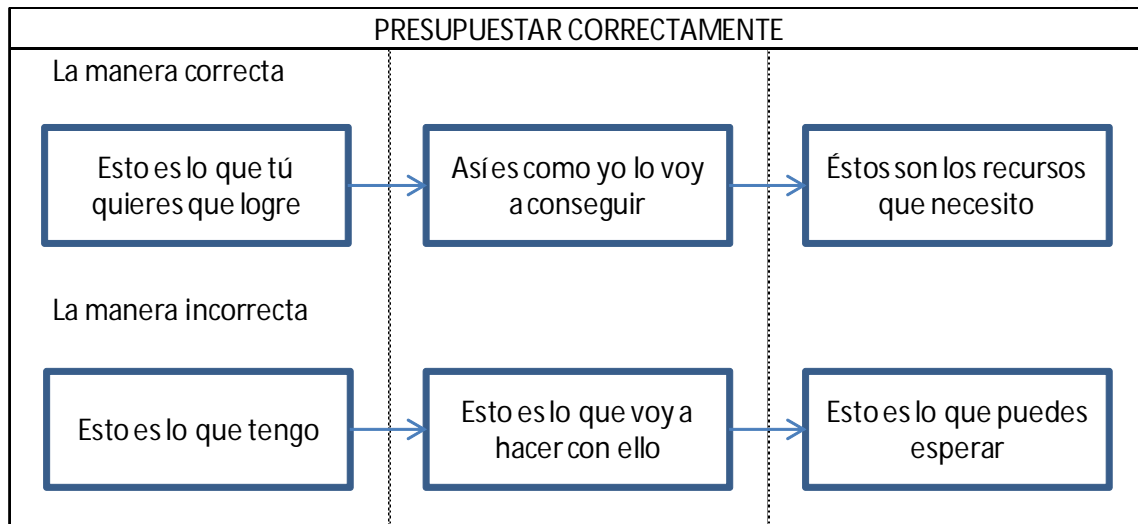 PRESUPUESTAR CORRECTAMENTE
La manera correcta
Esto es lo que tú
quieres que logre
Así es como yo lo voy
a conseguir
Éstos son los recursos
que necesito
La manera incorrecta
Esto es lo que tengo
Esto es lo que voy a
hacer con ello
Esto es lo que puedes
esperar